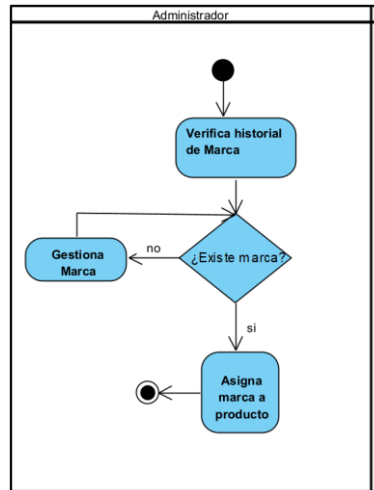 Administrador
Verifica historial
de Marca
¿Existe marca?
no
Gestiona
Marca
si
Asigna
marca a
producto